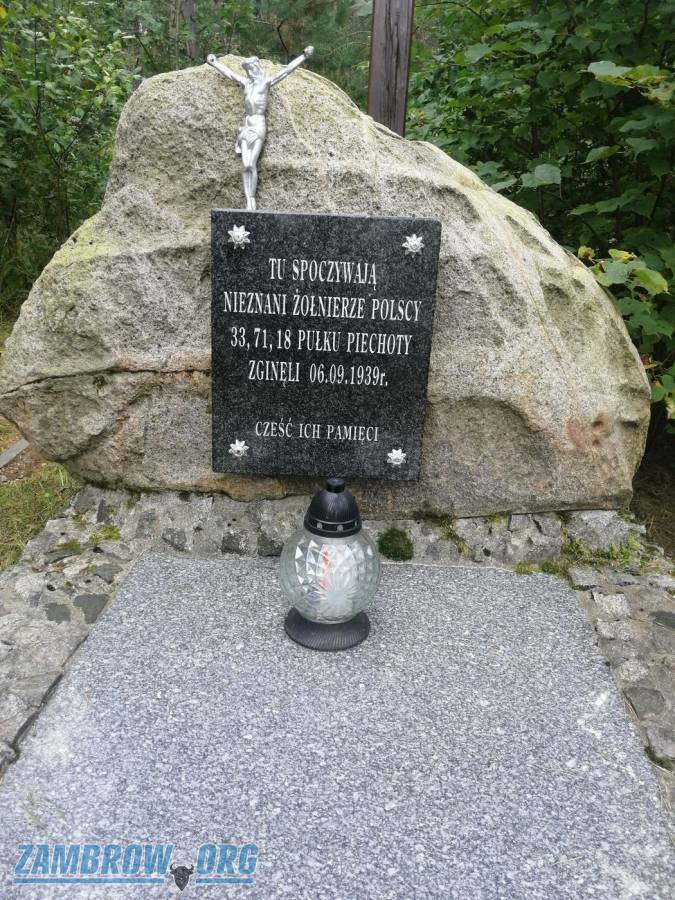 TU SPOCZYWAJĄ
NIEZNANI ŻOŁNIERZE POLSCY
33, 71, 18 PUŁKU PIECHOTY
ZGINĘLI 06.09.1939r.
CZEŚĆ ICH PAMIĘCI
ZAMBROW.ORG